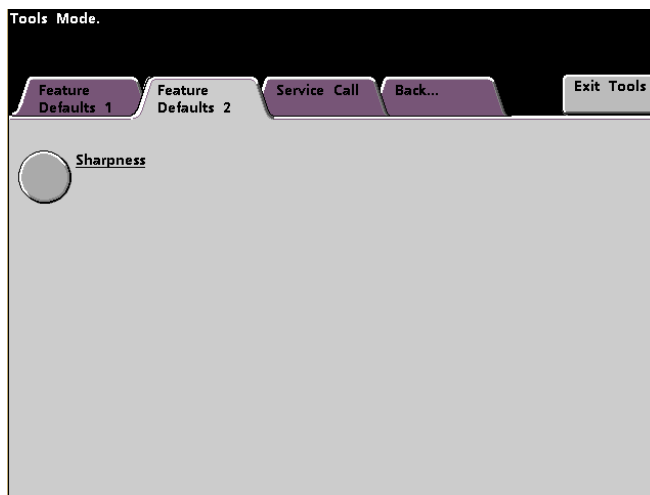 Tools Mode.
Feature
Defaults 1
Feature
Defaults 2
Service Call
Back...
Exit Tools
Sharpness